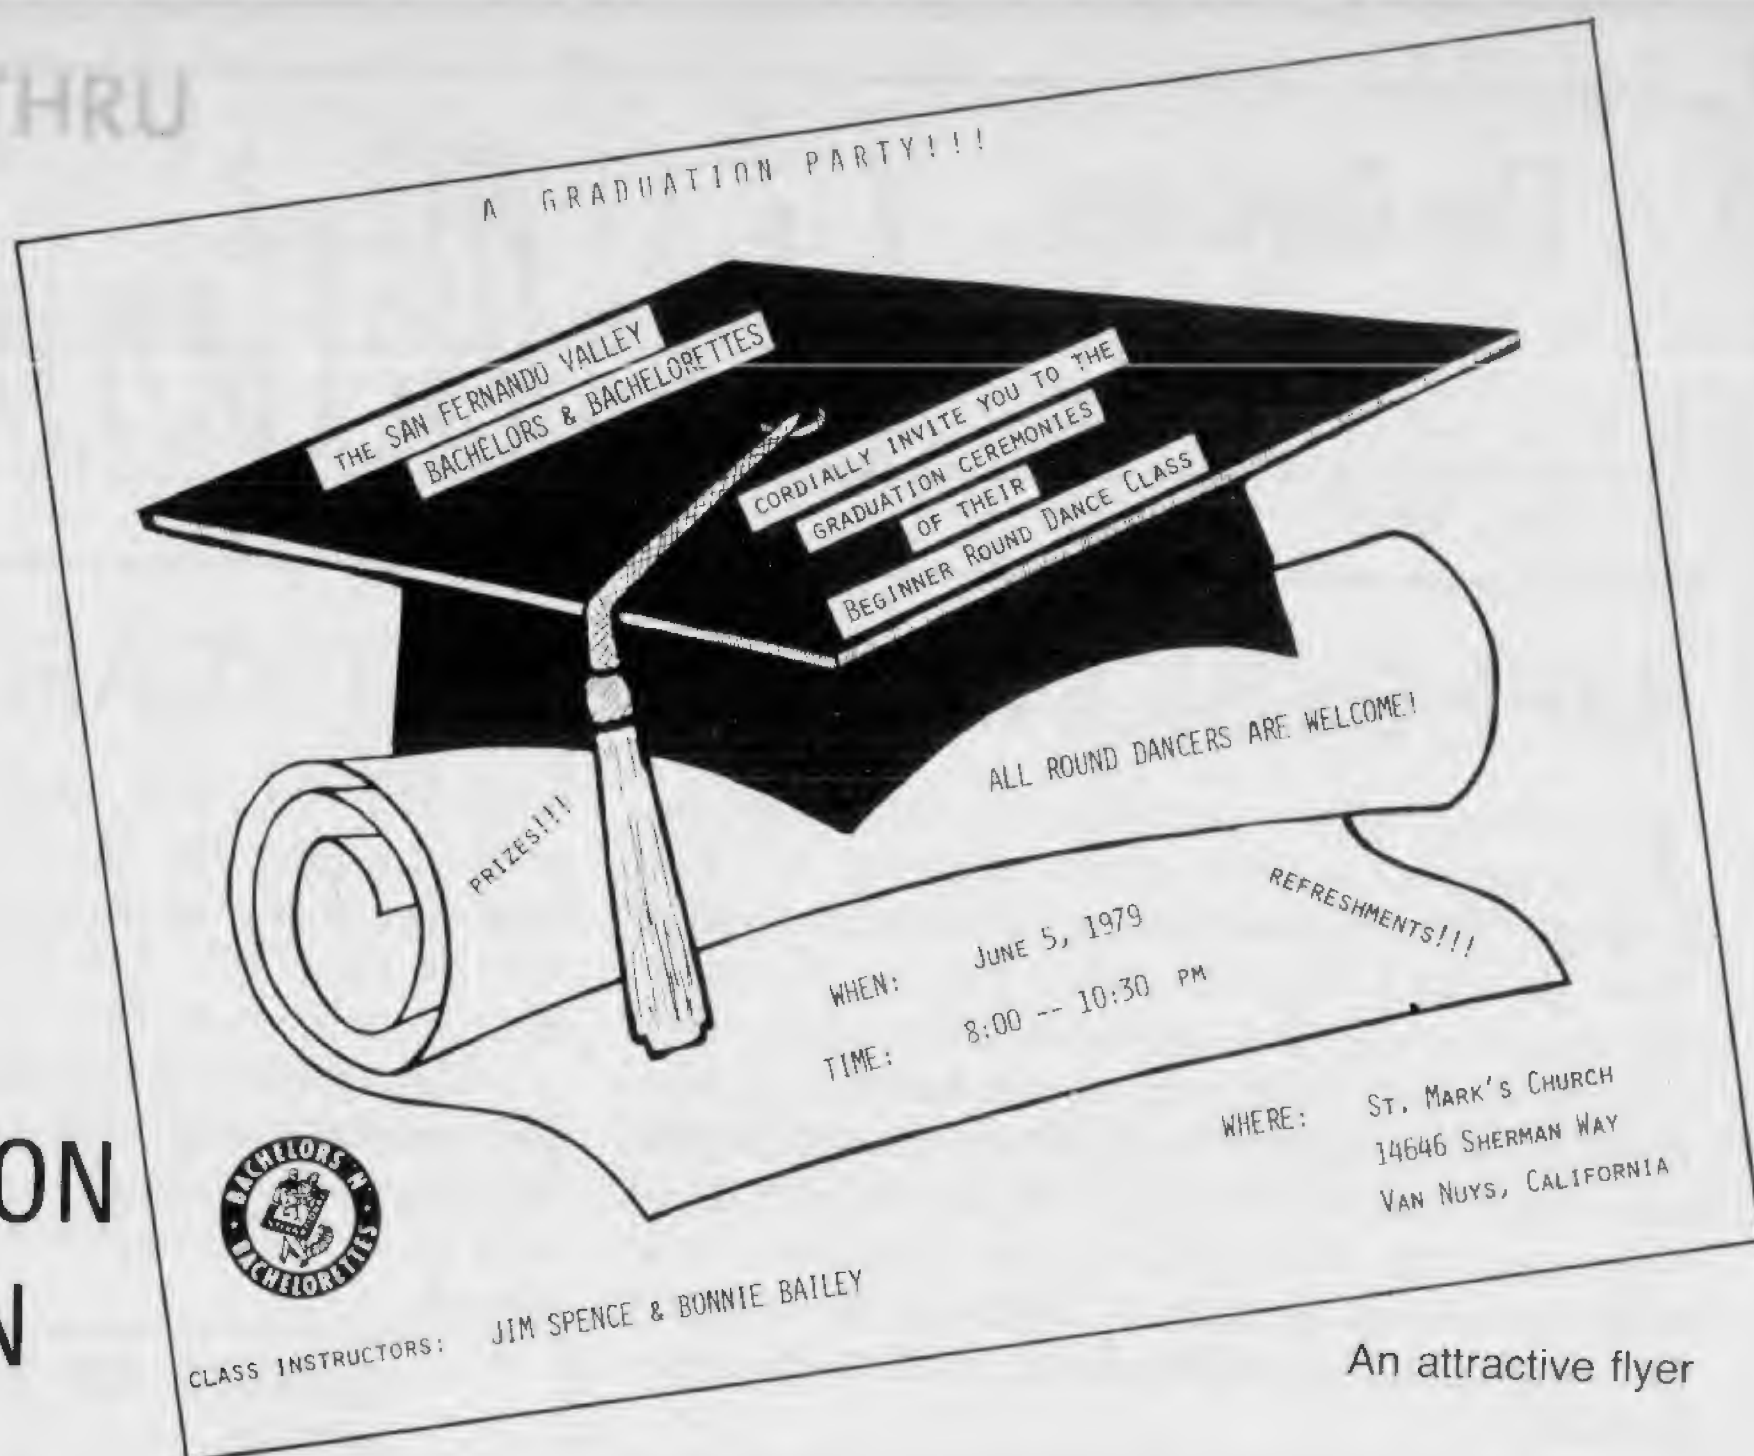 THRU
A GRADUATION PARTY!!!
THE SAN FERNANDO VALLEY
BACHELORS & BACHELORETTES
CORDIALLY INVITE YOU TO THE
GRADUATION CEREMONIES
OF THEIR
BEGINNER ROUND DANCE CLASS
ALL ROUND DANCERS ARE WELCOME!
PRIZES!!!
REFRESHMENTS!!!
WHEN: JUNE 5, 1979
TIME: 8:00 -- 10:30 PM
WHERE: ST. MARK'S CHURCH
14646 SHERMAN WAY
VAN NUYS, CALIFORNIA
ON
N
BACHELORS 'N'
BACHELORETTES
CLASS INSTRUCTORS: JIM SPENCE & BONNIE BAILEY
An attractive flyer